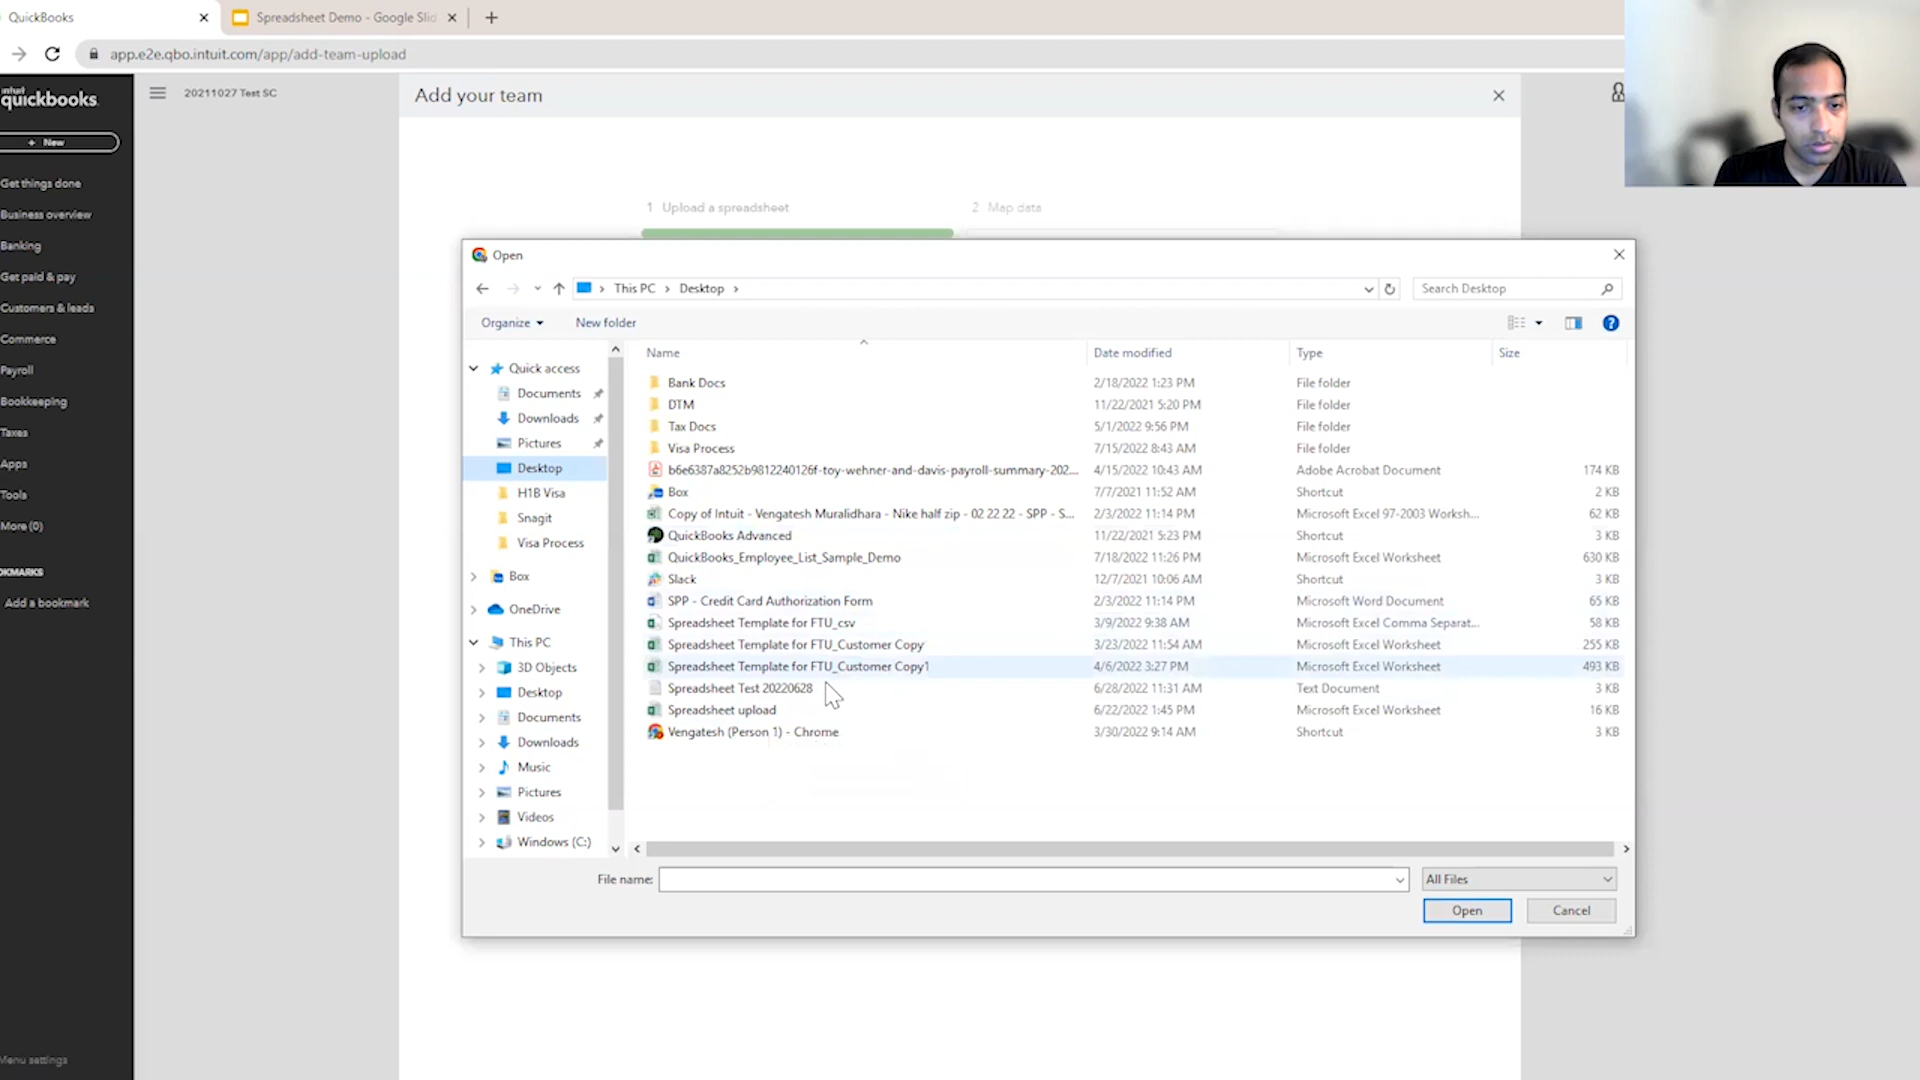 QuickBooks
Spreadsheet Demo - Google Slid
app.e2e.qbo.intuit.com/app/add-team-upload
intuit
quickbooks.
20211027 Test SC
Add your team
+ New
Get things done
Business overview
Banking
Get paid & pay
Customers & leads
Commerce
Payroll
Bookkeeping
Taxes
Apps
Tools
More (0)
OKMARKS
Add a bookmark
Menu settings
1 Upload a spreadsheet
2 Map data
Open
This PC > Desktop >
Search Desktop
Organize
New folder
Quick access
Documents
Downloads
Pictures
Desktop
H1B Visa
Snagit
Visa Process
Box
OneDrive
This PC
3D Objects
Desktop
Documents
Downloads
Music
Pictures
Videos
Windows (C:)
Name Date modified Type Size
Bank Docs 2/18/2022 1:23 PM File folder
DTM 11/22/2021 5:20 PM File folder
Tax Docs 5/1/2022 9:56 PM File folder
Visa Process 7/15/2022 8:43 AM File folder
b6e6387a8252b9812240126f-toy-wehner-and-davis-payroll-summary-202... 4/15/2022 10:43 AM Adobe Acrobat Document 174 KB
Box 7/7/2021 11:52 AM Shortcut 2 KB
Copy of Intuit - Vengatesh Muralidhara - Nike half zip - 02 22 22 - SPP - S... 2/3/2022 11:14 PM Microsoft Excel 97-2003 Worksh... 62 KB
QuickBooks Advanced 11/22/2021 5:23 PM Shortcut 3 KB
QuickBooks_Employee_List_Sample_Demo 7/18/2022 11:26 PM Microsoft Excel Worksheet 630 KB
Slack 12/7/2021 10:06 AM Shortcut 3 KB
SPP - Credit Card Authorization Form 2/3/2022 11:14 PM Microsoft Word Document 65 KB
Spreadsheet Template for FTU_csv 3/9/2022 9:38 AM Microsoft Excel Comma Separat... 58 KB
Spreadsheet Template for FTU_Customer Copy 3/23/2022 11:54 AM Microsoft Excel Worksheet 255 KB
Spreadsheet Template for FTU_Customer Copy1 4/6/2022 3:27 PM Microsoft Excel Worksheet 493 KB
Spreadsheet Test 20220628 6/28/2022 11:31 AM Text Document 3 KB
Spreadsheet upload 6/22/2022 1:45 PM Microsoft Excel Worksheet 16 KB
Vengatesh (Person 1) - Chrome 3/30/2022 9:14 AM Shortcut 3 KB
File name:
All Files
Open
Cancel